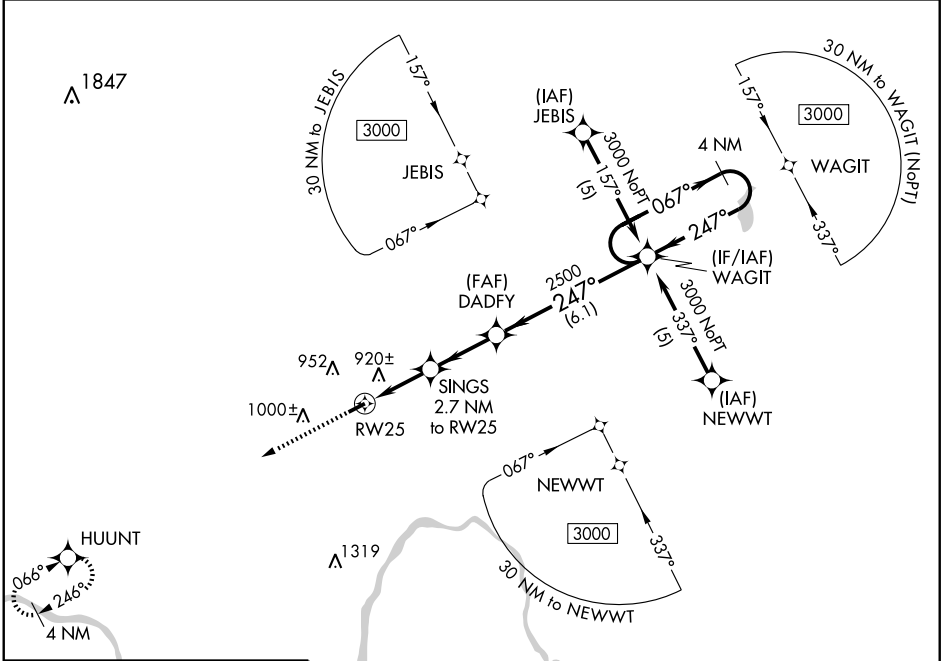 1847
30 NM to JEBIS
157°
3000
JEBIS
067°
(IAF)
JEBIS
3000 NoPT
157°
(5)
4 NM
067°
247°
(IF/IAF)
WAGIT
30 NM to WAGIT (NoPT)
157°
3000
WAGIT
337°
(FAF)
DADFY
2500
247°
(6.1)
3000 NoPT
337°
(5)
(IAF)
NEWWT
952
920±
SINGS
2.7 NM
to RW25
1000±
RW25
067°
NEWWT
3000
337°
30 NM to NEWWT
HUUNT
066°
246°
4 NM
1319